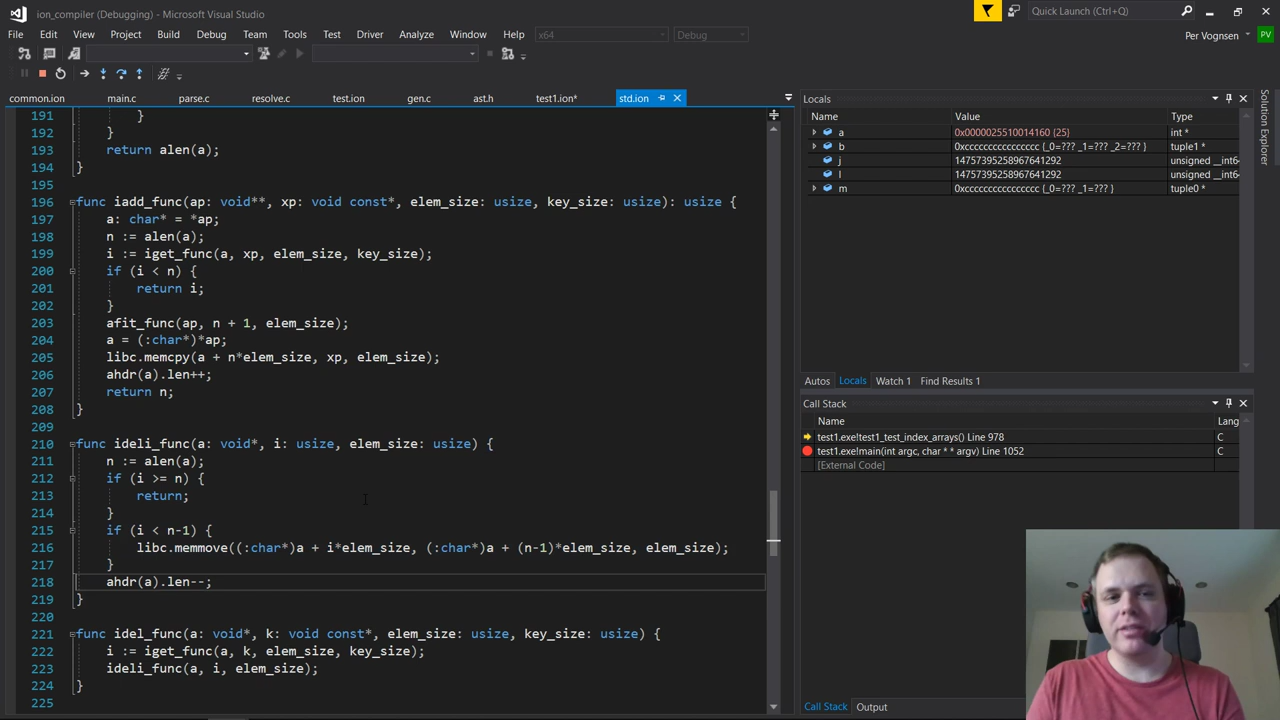 ion_compiler (Debugging) - Microsoft Visual Studio
Quick Launch (Ctrl+Q)
File Edit View Project Build Debug Team Tools Test Driver Analyze Window Help x64 Debug
Per Vognsen PV
common.ion main.c parse.c resolve.c test.ion gen.c ast.h test1.ion* std.ion
191 }
192 }
193 return alen(a);
194 }
195
196 func iadd_func(ap: void**, xp: void const*, elem_size: usize, key_size: usize): usize {
197 a: char* = *ap;
198 n := alen(a);
199 i := iget_func(a, xp, elem_size, key_size);
200 if (i < n) {
201 return i;
202 }
203 afit_func(ap, n + 1, elem_size);
204 a = (:char*)*ap;
205 libc.memcpy(a + n*elem_size, xp, elem_size);
206 ahdr(a).len++;
207 return n;
208 }
209
210 func ideli_func(a: void*, i: usize, elem_size: usize) {
211 n := alen(a);
212 if (i >= n) {
213 return;
214 }
215 if (i < n-1) {
216 libc.memmove((:char*)a + i*elem_size, (:char*)a + (n-1)*elem_size, elem_size);
217 }
218 ahdr(a).len--;
219 }
220
221 func idel_func(a: void*, k: void const*, elem_size: usize, key_size: usize) {
222 i := iget_func(a, k, elem_size, key_size);
223 ideli_func(a, i, elem_size);
224 }
225
Locals
Name Value Type
a 0x0000025510014160 {25} int *
b 0xcccccccccccccccc {_0=??? _1=??? _2=??? } tuple1 *
j 14757395258967641292 unsigned __int64
l 14757395258967641292 unsigned __int64
m 0xcccccccccccccccc {_0=??? _1=??? } tuple0 *
Autos Locals Watch 1 Find Results 1
Call Stack
Name Lang
test1.exe!test1_test_index_arrays() Line 978 C
test1.exe!main(int argc, char * * argv) Line 1052 C
[External Code]
Call Stack Output
Solution Explorer